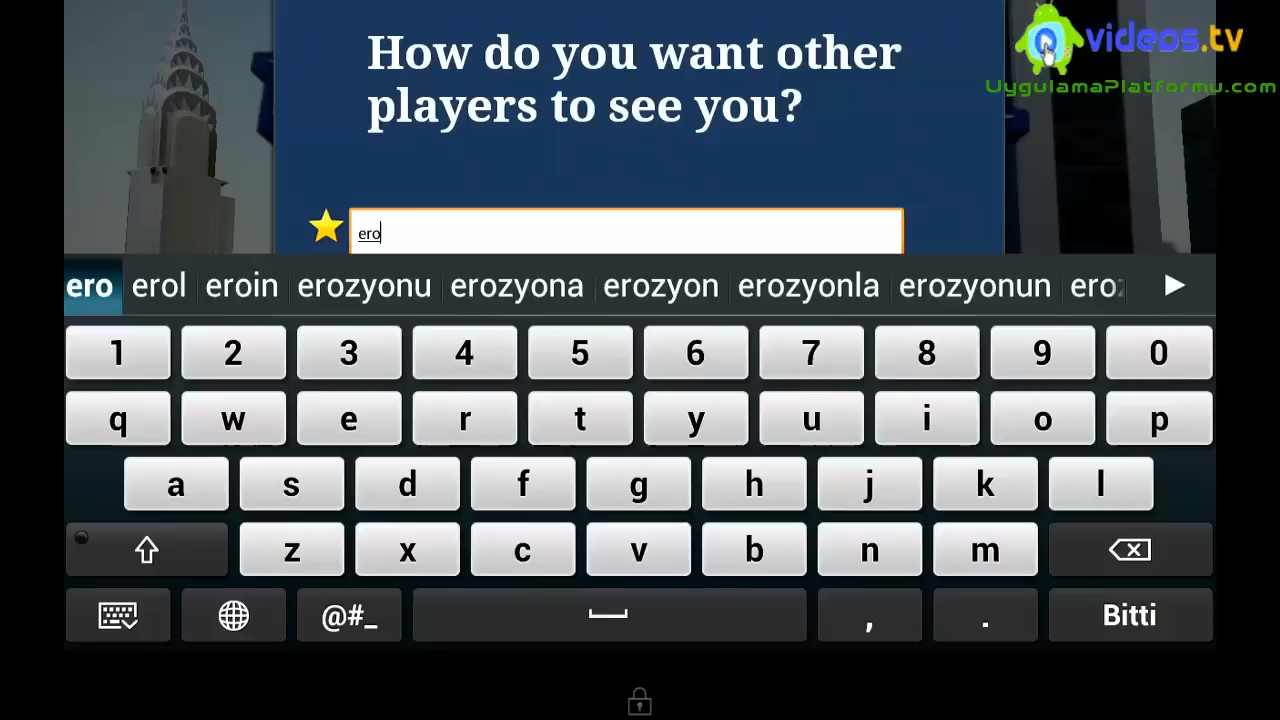 How do you want other
players to see you?
videos.tv
UygulamaPlatformu.com
ero
ero erol eroin erozyonu erozyona erozyon erozyonla erozyonun eroz
1 2 3 4 5 6 7 8 9 0
q w e r t y u i o p
a s d f g h j k l
z x c v b n m
@#_ , . Bitti